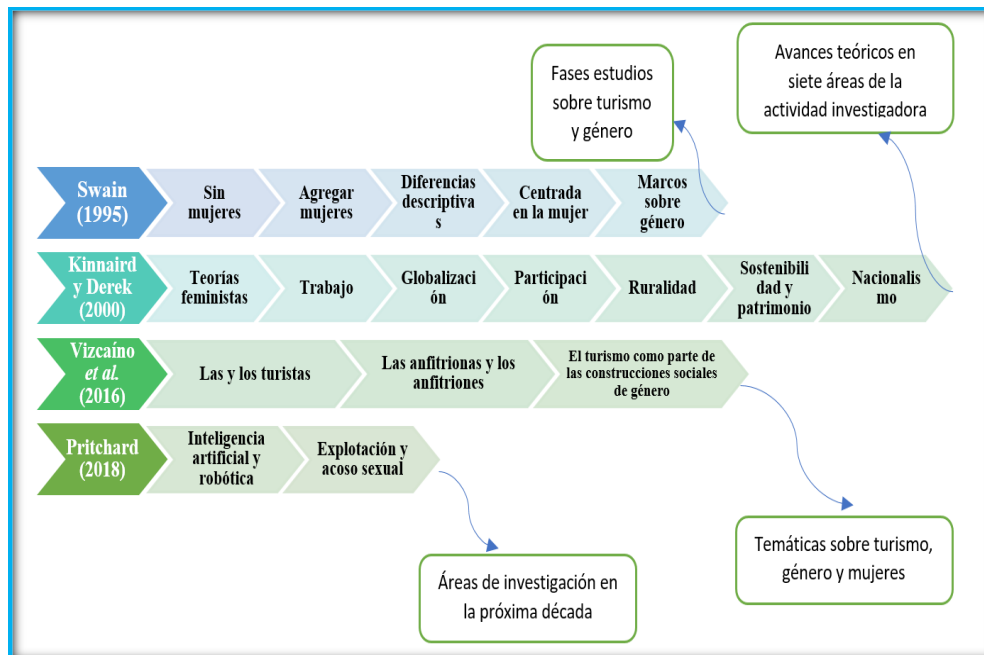 Fases estudios
sobre turismo
y género
Avances teóricos en
siete áreas de la
actividad investigadora
Swain
(1995)
Sin
mujeres
Agregar
mujeres
Diferencias
descriptiva
s
Centrada
en la mujer
Marcos
sobre
género
Kinnaird
y Derek
(2000)
Teorías
feministas
Trabajo
Globalizaci
ón
Participaci
ón
Ruralidad
Sostenibili
dad y
patrimonio
Nacionalis
mo
Vizcaíno
et al.
(2016)
Las y los turistas
Las anfitrionas y los
anfitriones
El turismo como parte de
las construcciones sociales
de género
Pritchard
(2018)
Inteligencia
artificial y
robótica
Explotación y
acoso sexual
Áreas de investigación en
la próxima década
Temáticas sobre turismo,
género y mujeres